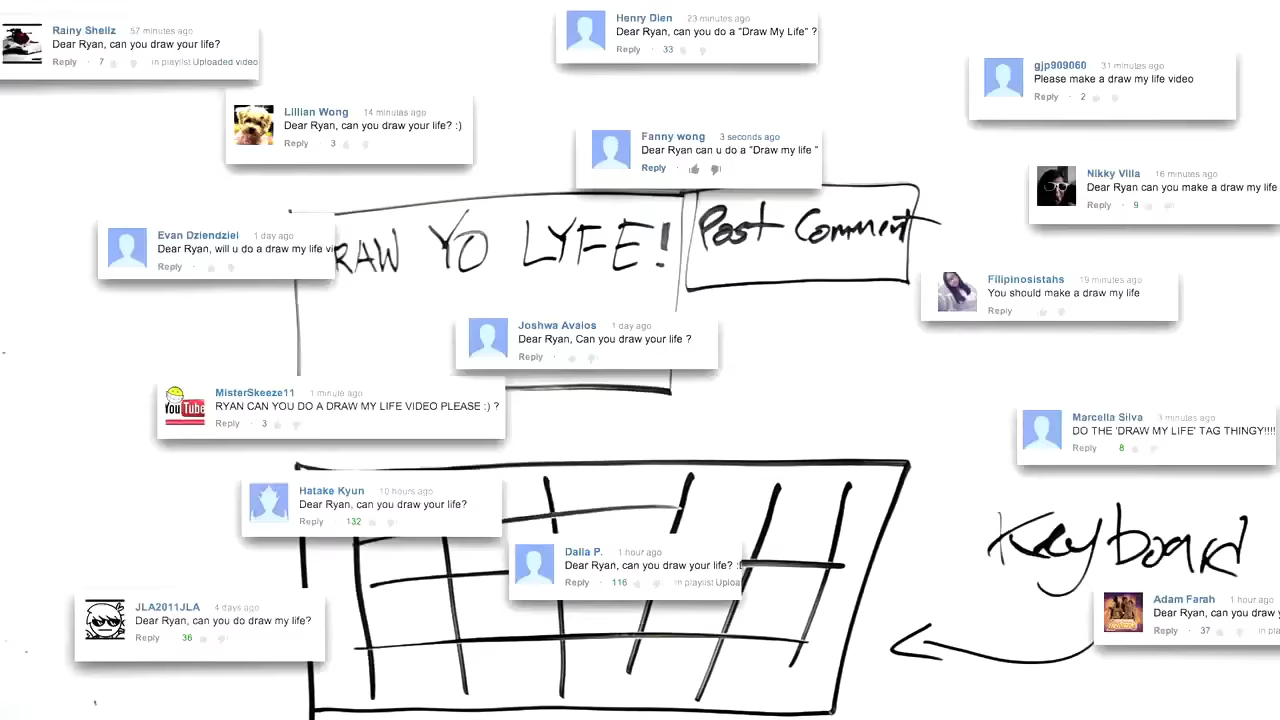 Rainy Shellz 57 minutes ago
Dear Ryan, can you draw your life?
Reply · 7 in playlist Uploaded video
Henry Dien 23 minutes ago
Dear Ryan, can you do a "Draw My Life" ?
Reply · 33
gjp909060 31 minutes ago
Please make a draw my life video
Reply · 2
Lillian Wong 14 minutes ago
Dear Ryan, can you draw your life? :)
Reply · 3
Fanny wong 3 seconds ago
Dear Ryan can u do a "Draw my life "
Reply ·
Nikky Villa 16 minutes ago
Dear Ryan can you make a draw my life
Reply · 9
Evan Dziendziel 1 day ago
Dear Ryan, will u do a draw my life vi
Reply ·
RAW YO LYFE!
Post Comment
Filipinosistahs 19 minutes ago
You should make a draw my life
Reply
Joshwa Avalos 1 day ago
Dear Ryan, Can you draw your life ?
Reply ·
MisterSkeeze11 1 minute ago
You Tube
RYAN CAN YOU DO A DRAW MY LIFE VIDEO PLEASE :) ?
Reply · 3
Marcella Silva 3 minutes ago
DO THE 'DRAW MY LIFE' TAG THINGY!!!!
Reply 8
Hatake Kyun 10 hours ago
Dear Ryan, can you draw your life?
Reply · 132
Keyboard
Dalia P. 1 hour ago
Dear Ryan, can you draw your life? :
Reply · 116 in playlist Uploa
JLA2011JLA 4 days ago
Dear Ryan, can you do draw my life?
Reply · 36
Adam Farah 1 hour ago
Dear Ryan, can you draw y
Reply · 37 in pla